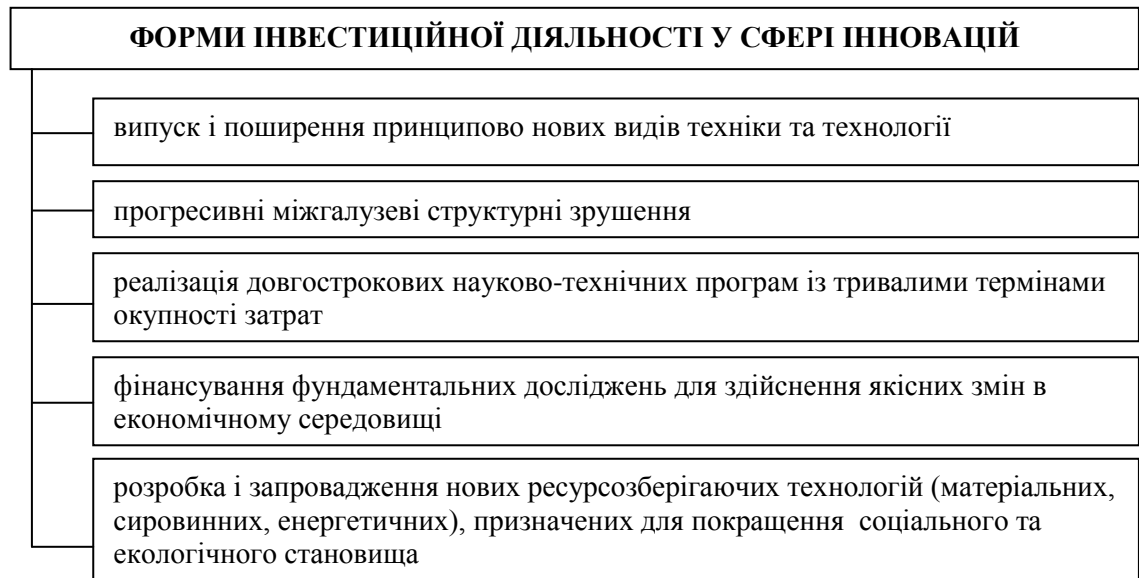 ФОРМИ ІНВЕСТИЦІЙНОЇ ДІЯЛЬНОСТІ У СФЕРІ ІННОВАЦІЙ
випуск і поширення принципово нових видів техніки та технології
прогресивні міжгалузеві структурні зрушення
реалізація довгострокових науково-технічних програм із тривалими термінами
окупності затрат
фінансування фундаментальних досліджень для здійснення якісних змін в
економічному середовищі
розробка і запровадження нових ресурсозберігаючих технологій (матеріальних,
сировинних, енергетичних), призначених для покращення соціального та
екологічного становища